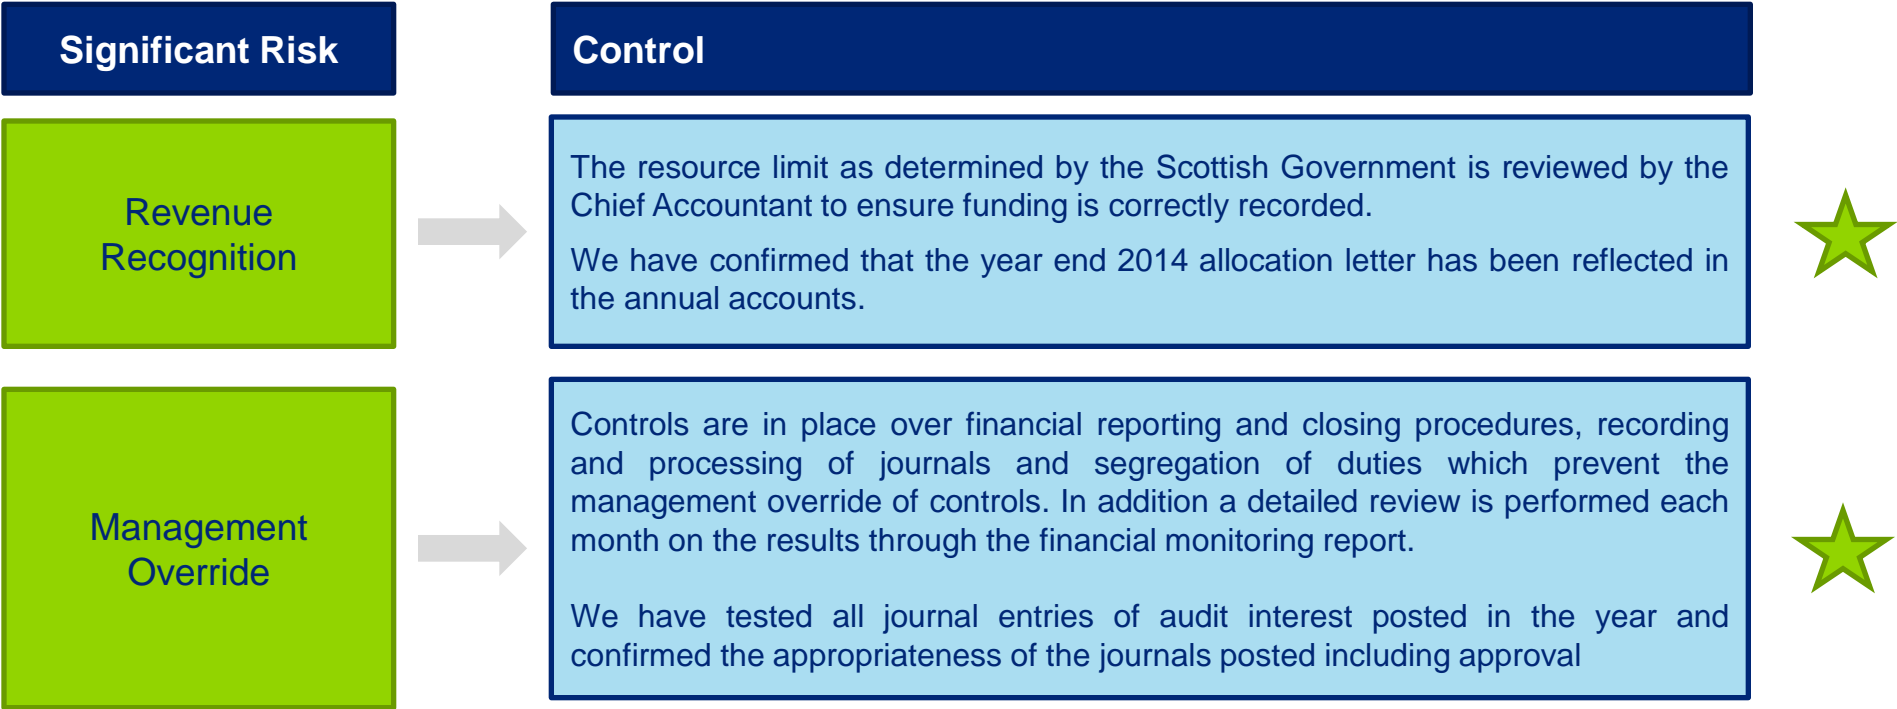 Significant Risk
Control
Revenue
Recognition
The resource limit as determined by the Scottish Government is reviewed by the
Chief Accountant to ensure funding is correctly recorded.
We have confirmed that the year end 2014 allocation letter has been reflected in
the annual accounts.
Management
Override
Controls are in place over financial reporting and closing procedures, recording
and processing of journals and segregation of duties which prevent the
management override of controls. In addition a detailed review is performed each
month on the results through the financial monitoring report.
We have tested all journal entries of audit interest posted in the year and
confirmed the appropriateness of the journals posted including approval